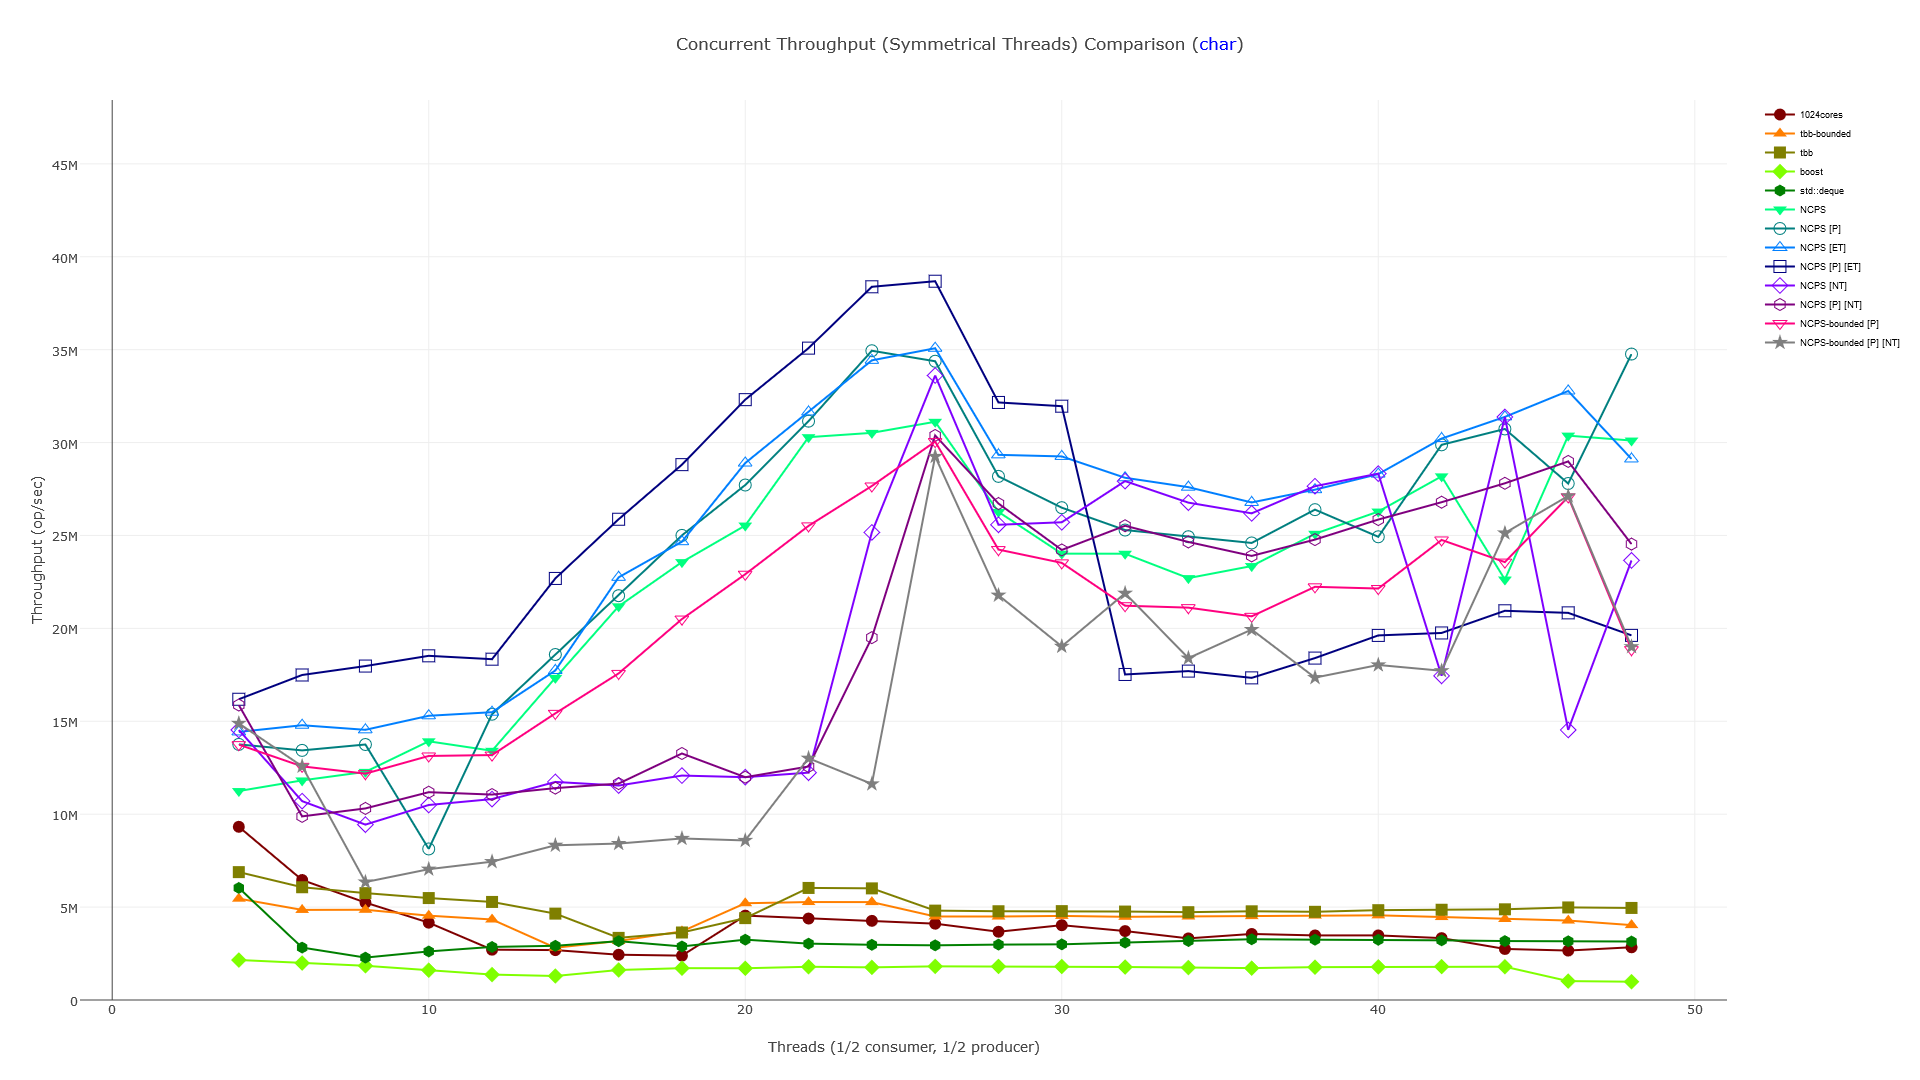 Concurrent Throughput (Symmetrical Threads) Comparison (char)
45M
40M
35M
30M
25M
20M
15M
10M
5M
0
Throughput (op/sec)
0 10 20 30 40 50
Threads (1/2 consumer, 1/2 producer)
1024cores
tbb-bounded
tbb
boost
std::deque
NCPS
NCPS [P]
NCPS [ET]
NCPS [P] [ET]
NCPS [NT]
NCPS [P] [NT]
NCPS-bounded [P]
NCPS-bounded [P] [NT]